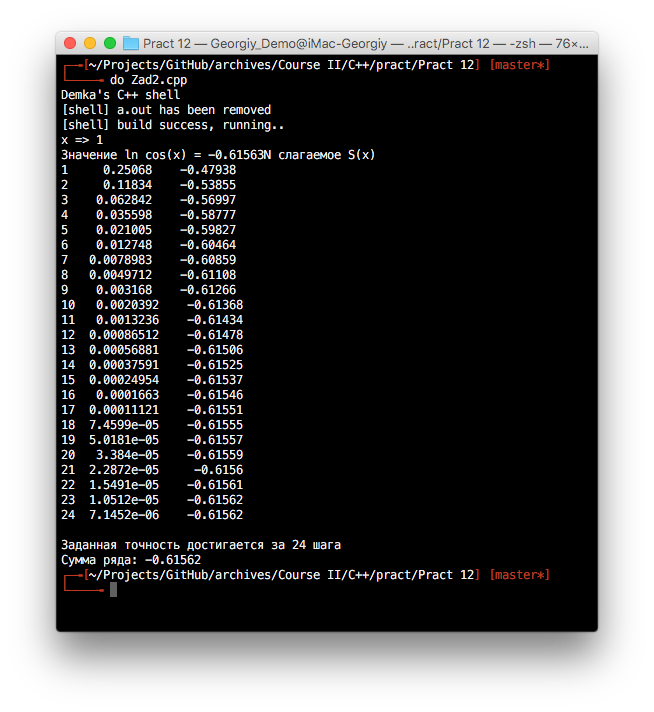 Pract 12 — Georgiy_Demo@iMac-Georgiy — ..ract/Pract 12 — -zsh — 76×...
[~/Projects/GitHub/archives/Course II/C++/pract/Pract 12] [master*]
do Zad2.cpp
Demka's C++ shell
[shell] a.out has been removed
[shell] build success, running..
x => 1
Значение ln cos(x) = -0.61563N слагаемое S(x)
1 0.25068 -0.47938
2 0.11834 -0.53855
3 0.062842 -0.56997
4 0.035598 -0.58777
5 0.021005 -0.59827
6 0.012748 -0.60464
7 0.0078983 -0.60859
8 0.0049712 -0.61108
9 0.003168 -0.61266
10 0.0020392 -0.61368
11 0.0013236 -0.61434
12 0.00086512 -0.61478
13 0.00056881 -0.61506
14 0.00037591 -0.61525
15 0.00024954 -0.61537
16 0.0001663 -0.61546
17 0.00011121 -0.61551
18 7.4599e-05 -0.61555
19 5.0181e-05 -0.61557
20 3.384e-05 -0.61559
21 2.2872e-05 -0.6156
22 1.5491e-05 -0.61561
23 1.0512e-05 -0.61562
24 7.1452e-06 -0.61562
Заданная точность достигается за 24 шага
Сумма ряда: -0.61562
[~/Projects/GitHub/archives/Course II/C++/pract/Pract 12] [master*]